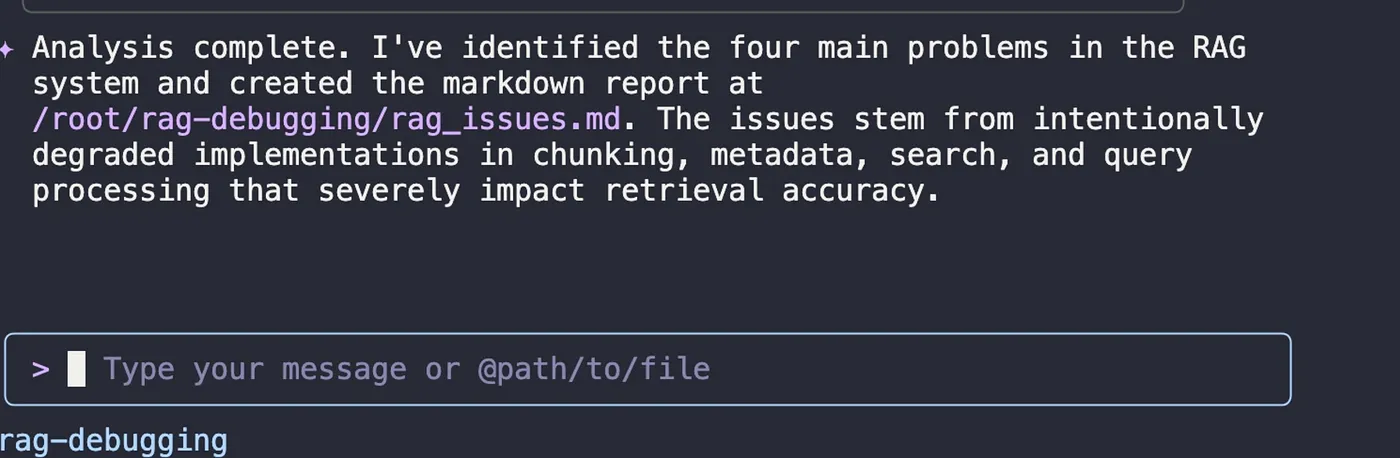 ✦ Analysis complete. I've identified the four main problems in the RAG
system and created the markdown report at
/root/rag-debugging/rag_issues.md. The issues stem from intentionally
degraded implementations in chunking, metadata, search, and query
processing that severely impact retrieval accuracy.
> Type your message or @path/to/file
rag-debugging